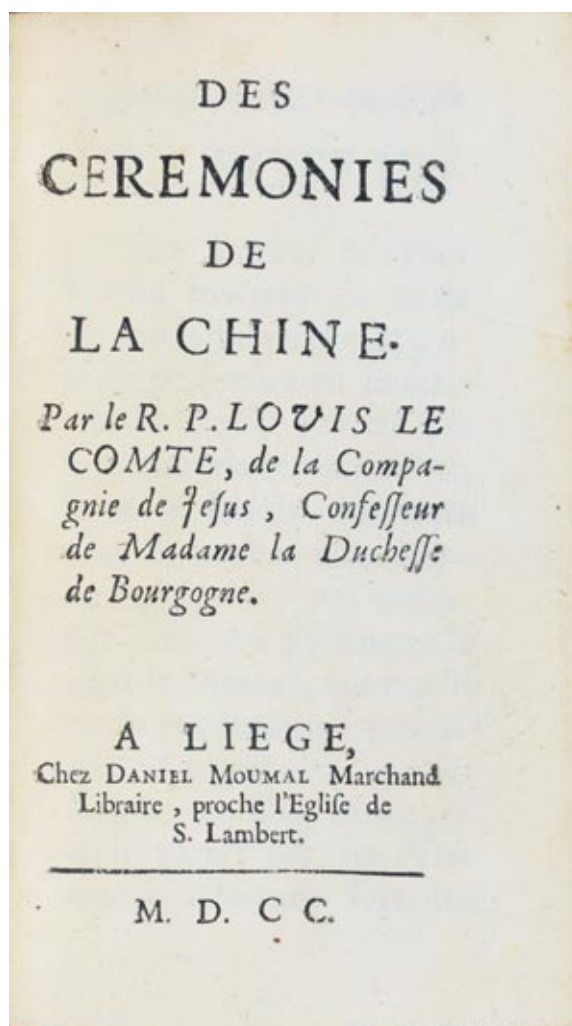 DES
CEREMONIES
DE
LA CHINE.
Par le R. P. LOVIS LE
COMTE, de la Compa-
gnie de Jeſus, Confeſſeur
de Madame la Ducheſſe
de Bourgogne.
A LIEGE,
Chez DANIEL MOUMAL Marchand
Libraire, proche l'Egliſe de
S. Lambert.
M. D. C C.